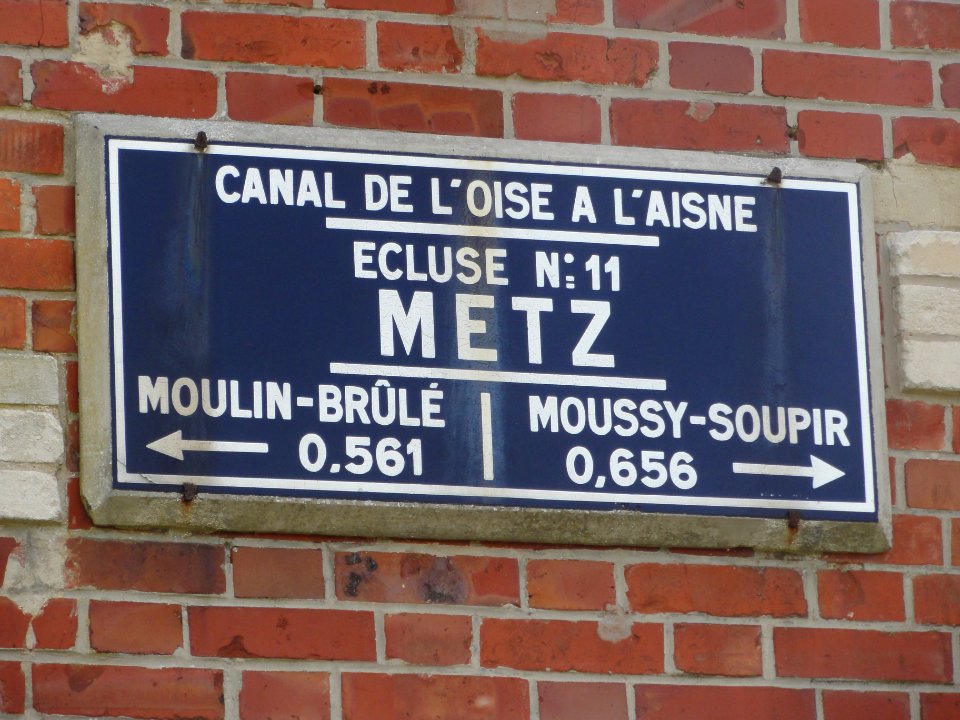 CANAL DE L'OISE A L'AISNE
ECLUSE N: 11
METZ
MOULIN-BRÛLÉ
0,561
MOUSSY-SOUPIR
0,656